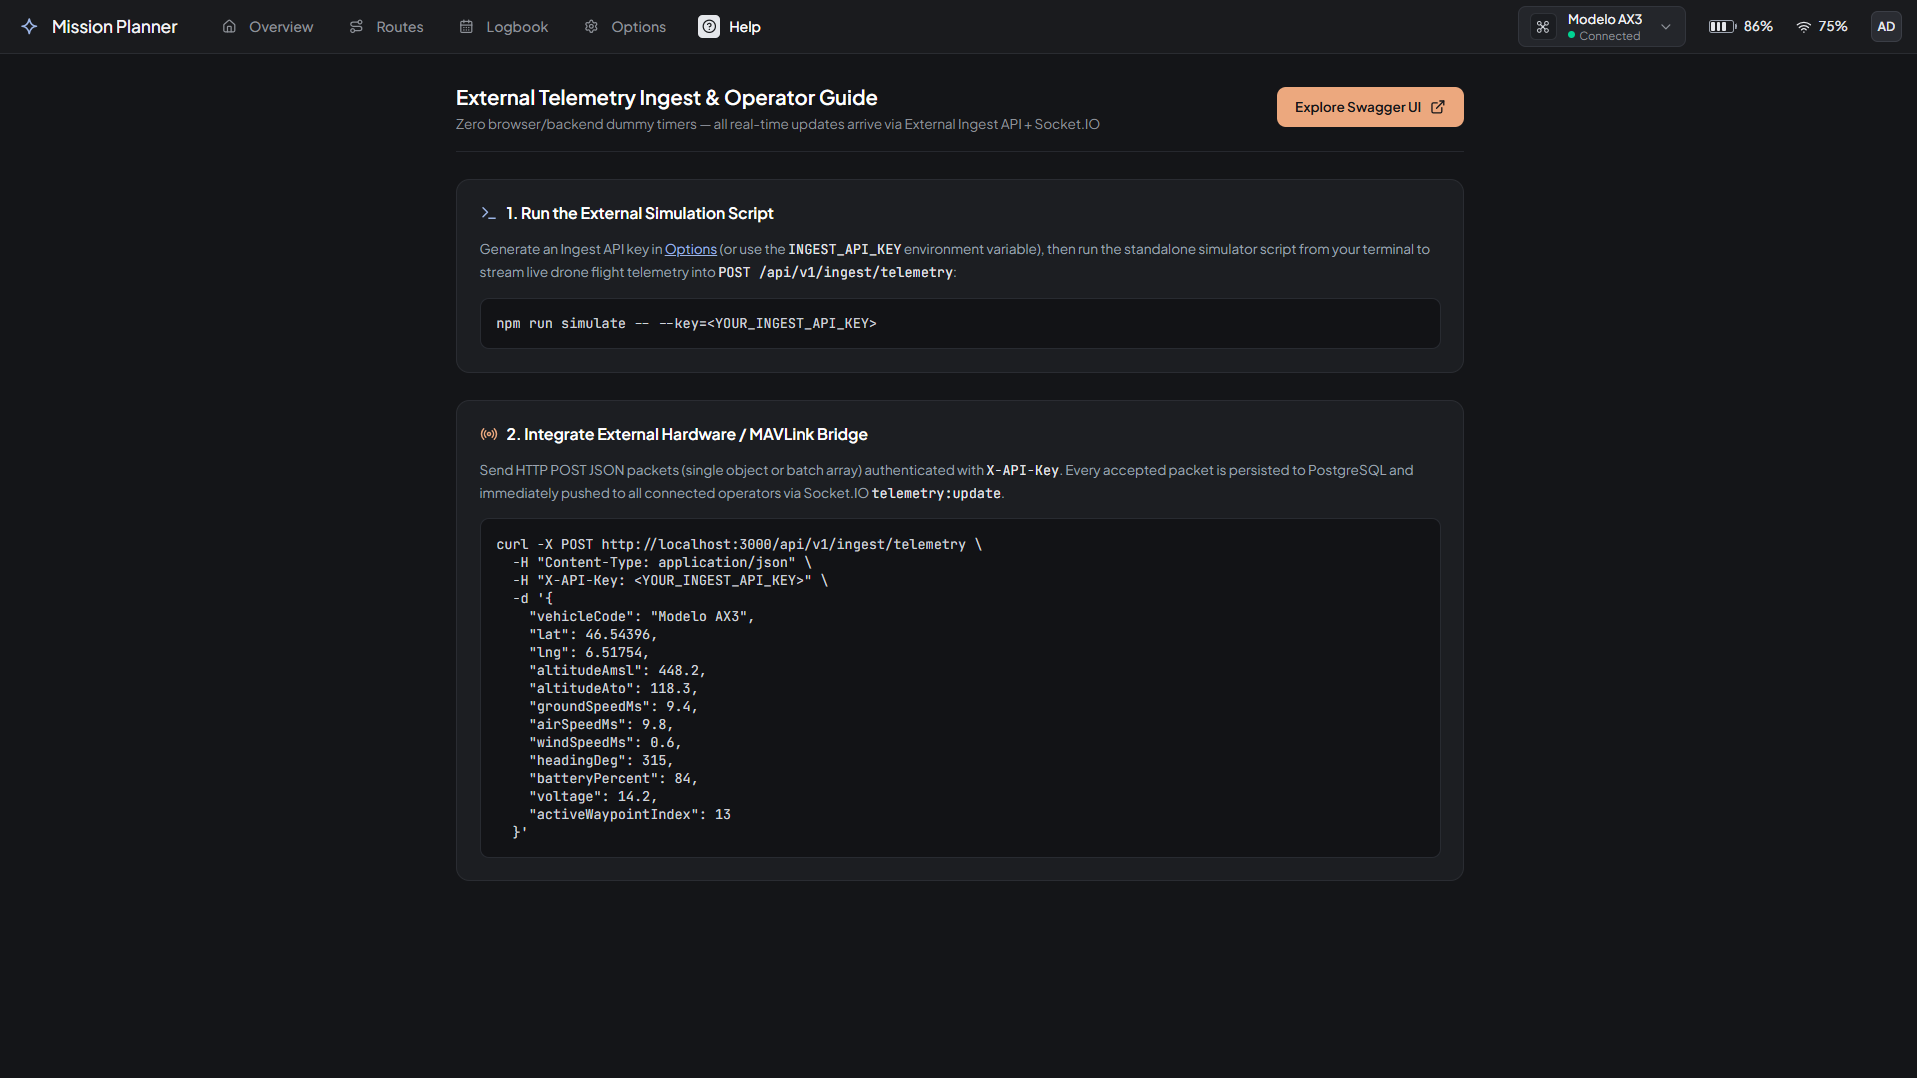 Mission Planner
Overview
Routes
Logbook
Options
Help
Modelo AX3
Connected
86%
75%
AD
External Telemetry Ingest & Operator Guide
Zero browser/backend dummy timers — all real-time updates arrive via External Ingest API + Socket.IO
Explore Swagger UI
1. Run the External Simulation Script
Generate an Ingest API key in Options (or use the INGEST_API_KEY environment variable), then run the standalone simulator script from your terminal to
stream live drone flight telemetry into POST /api/v1/ingest/telemetry:
npm run simulate -- --key=<YOUR_INGEST_API_KEY>
2. Integrate External Hardware / MAVLink Bridge
Send HTTP POST JSON packets (single object or batch array) authenticated with X-API-Key. Every accepted packet is persisted to PostgreSQL and
immediately pushed to all connected operators via Socket.IO telemetry:update.
curl -X POST http://localhost:3000/api/v1/ingest/telemetry \
  -H "Content-Type: application/json" \
  -H "X-API-Key: <YOUR_INGEST_API_KEY>" \
  -d '{
    "vehicleCode": "Modelo AX3",
    "lat": 46.54396,
    "lng": 6.51754,
    "altitudeAmsl": 448.2,
    "altitudeAto": 118.3,
    "groundSpeedMs": 9.4,
    "airSpeedMs": 9.8,
    "windSpeedMs": 0.6,
    "headingDeg": 315,
    "batteryPercent": 84,
    "voltage": 14.2,
    "activeWaypointIndex": 13
  }'